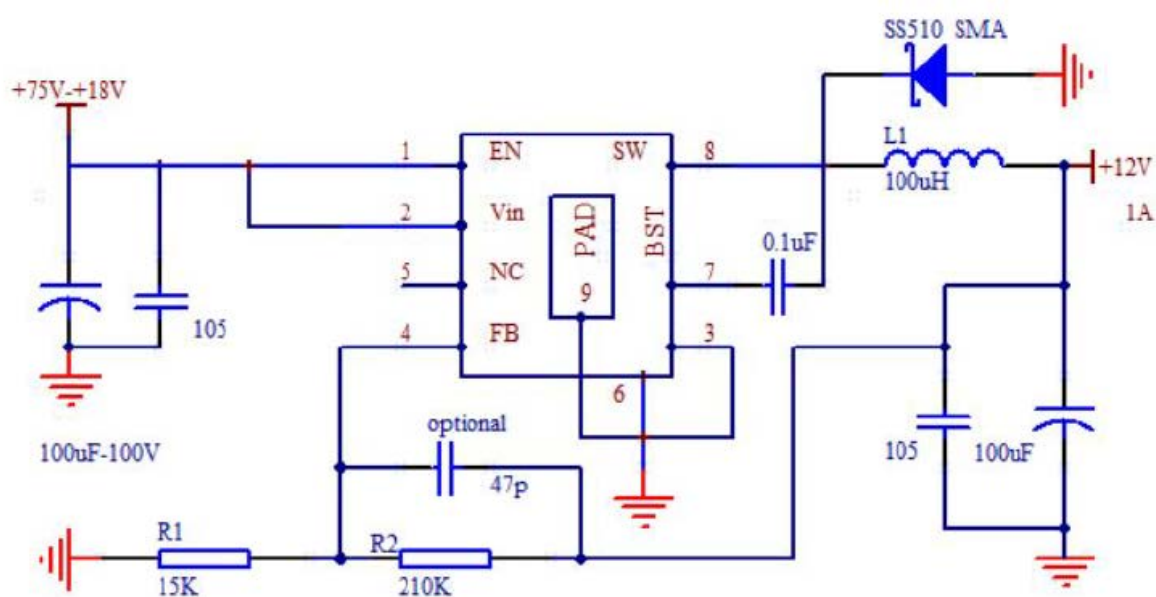 SS510 SMA
+75V-+18V
L1
1 EN SW 8
100uH
+12V
2 Vin PAD BST
1A
0.1uF
5 NC 9 7
105
4 FB 3
6
optional
100uF-100V
47p
105 100uF
R1 R2
15K 210K